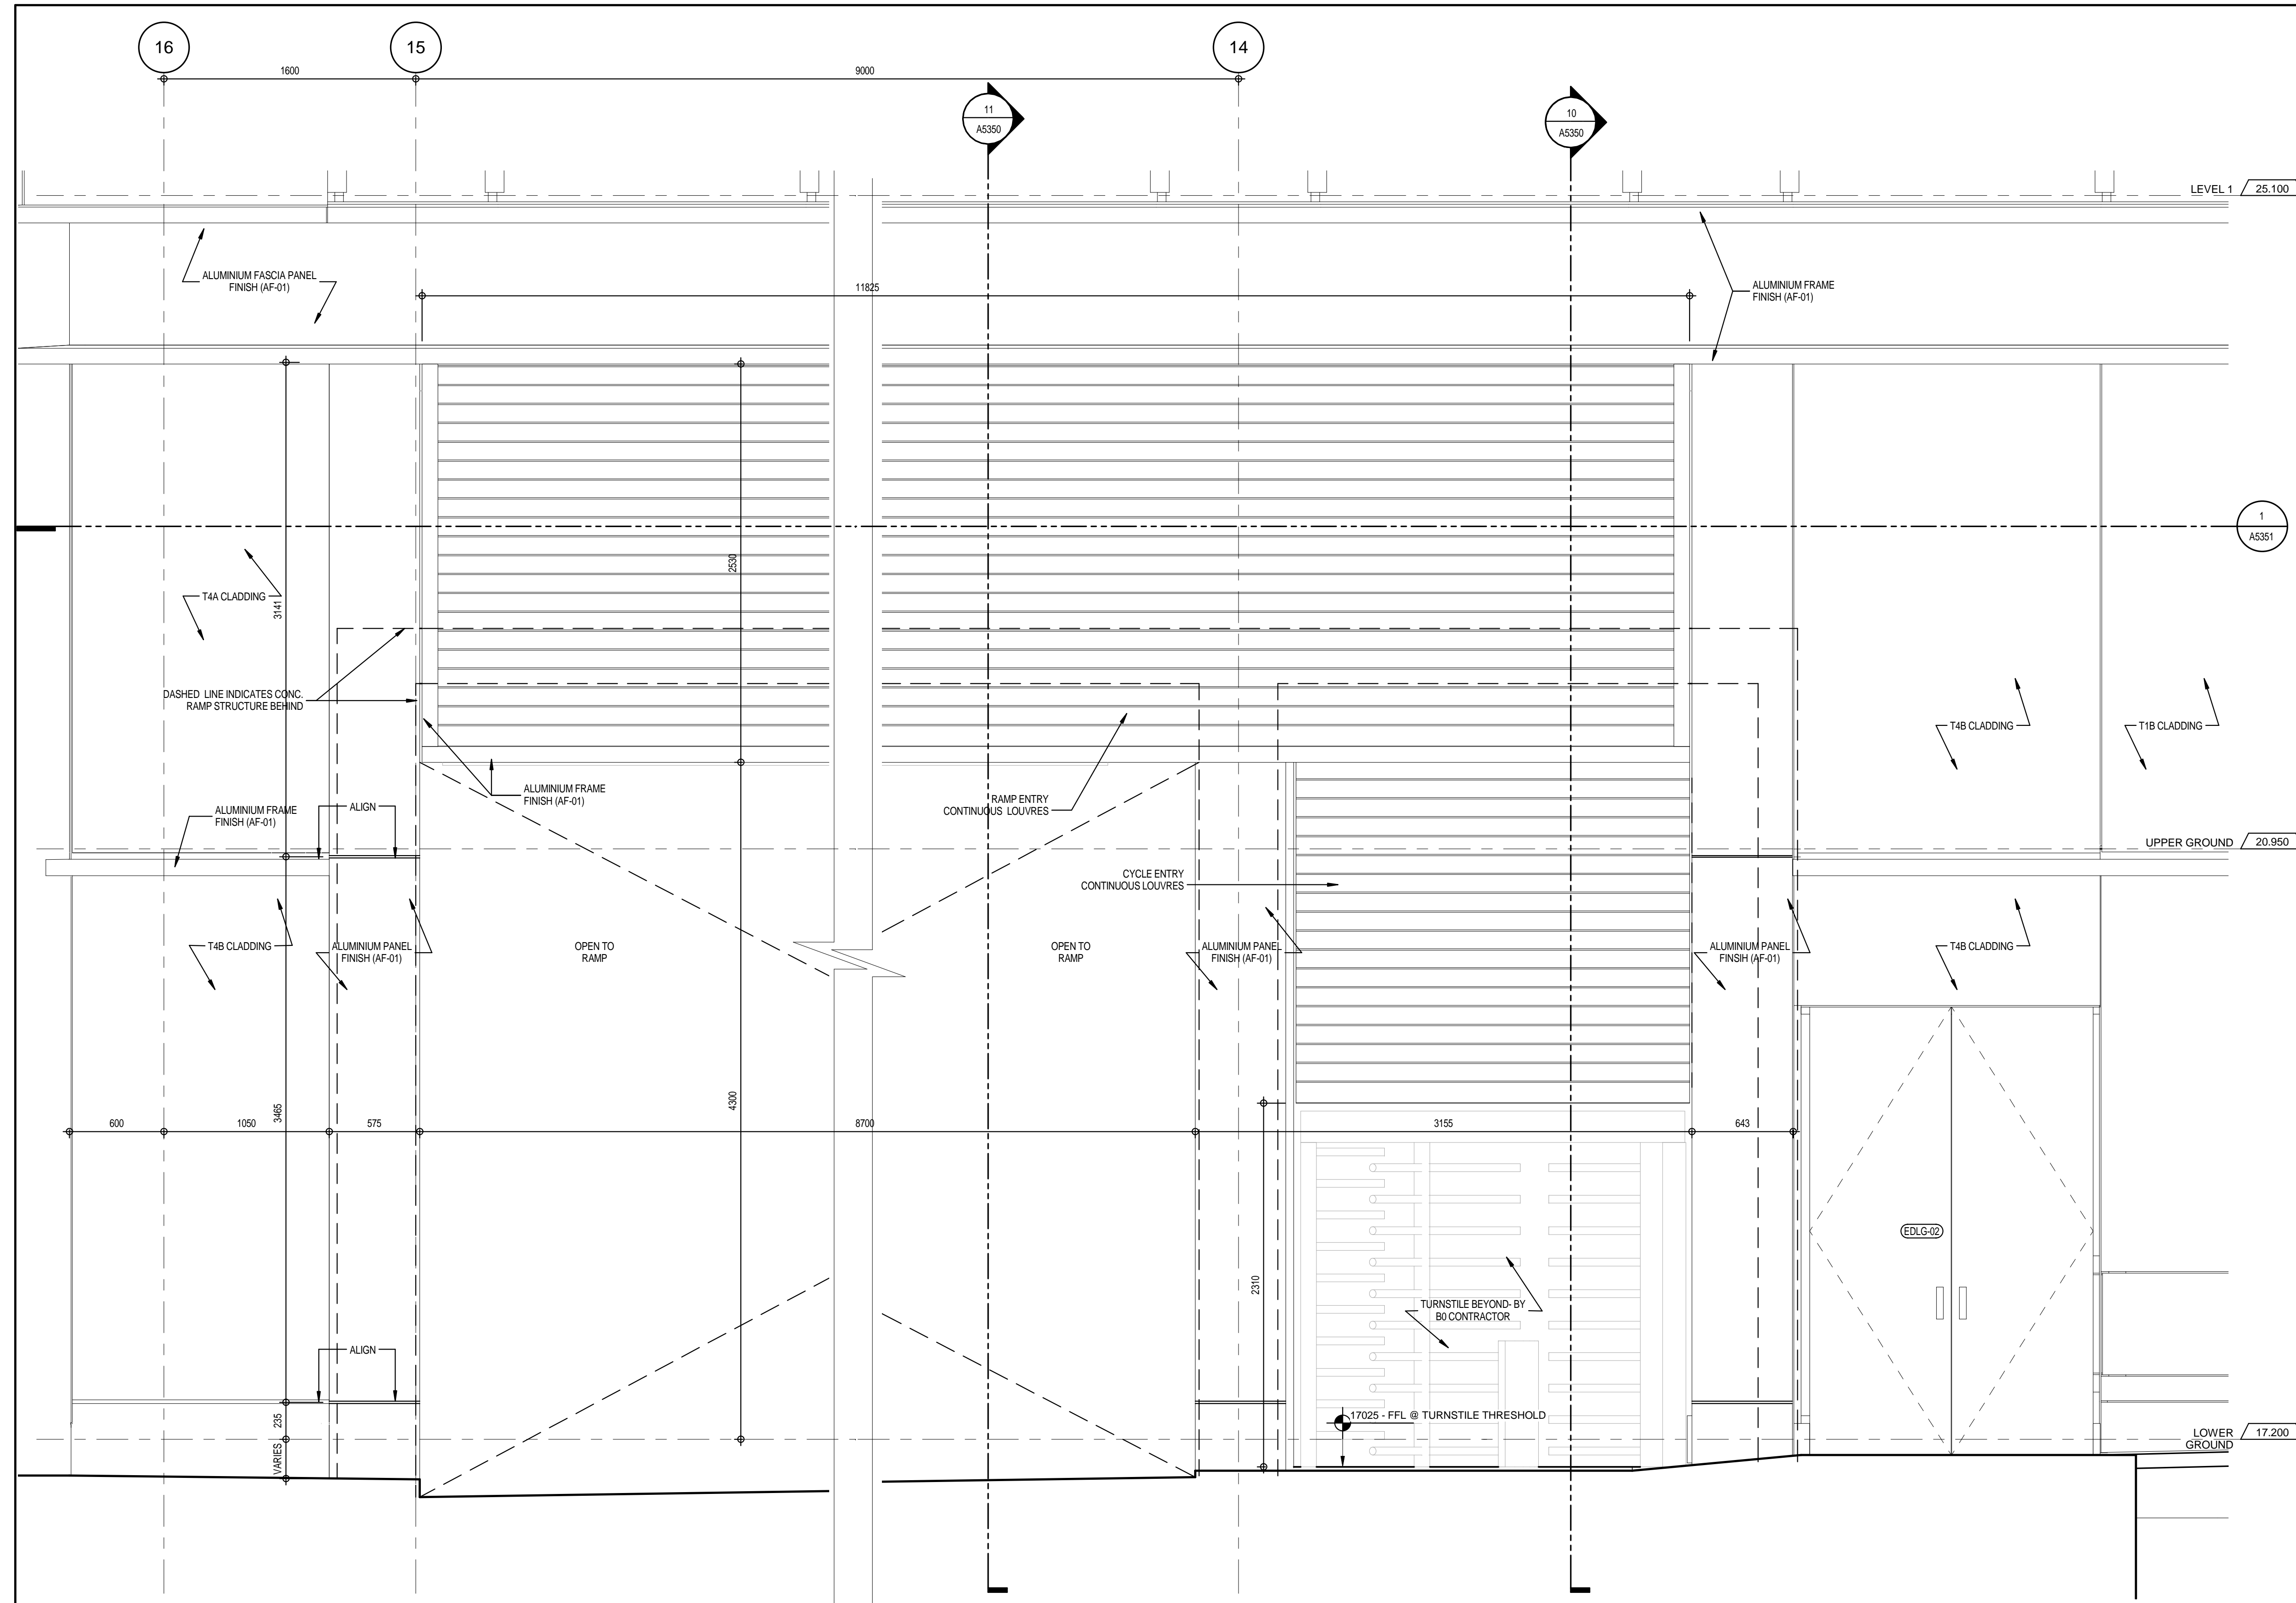 16
15
14
1600
9000
11
A5350
10
A5350
LEVEL 1
25.100
ALUMINIUM FASCIA PANEL
FINISH (AF-01)
11825
ALUMINIUM FRAME
FINISH (AF-01)
1
A5351
2530
T4A CLADDING
3141
DASHED LINE INDICATES CONC.
RAMP STRUCTURE BEHIND
T4B CLADDING
T1B CLADDING
ALUMINIUM FRAME
FINISH (AF-01)
RAMP ENTRY
CONTINUOUS LOUVRES
ALUMINIUM FRAME
FINISH (AF-01)
ALIGN
UPPER GROUND
20.950
CYCLE ENTRY
CONTINUOUS LOUVRES
T4B CLADDING
ALUMINIUM PANEL
FINISH (AF-01)
OPEN TO
RAMP
OPEN TO
RAMP
ALUMINIUM PANEL
FINISH (AF-01)
ALUMINIUM PANEL
FINSIH (AF-01)
T4B CLADDING
3465
4300
600
1050
575
8700
3155
643
EDLG-02
2310
TURNSTILE BEYOND- BY
B0 CONTRACTOR
ALIGN
235
17025 - FFL @ TURNSTILE THRESHOLD
VARIES
LOWER
GROUND
17.200